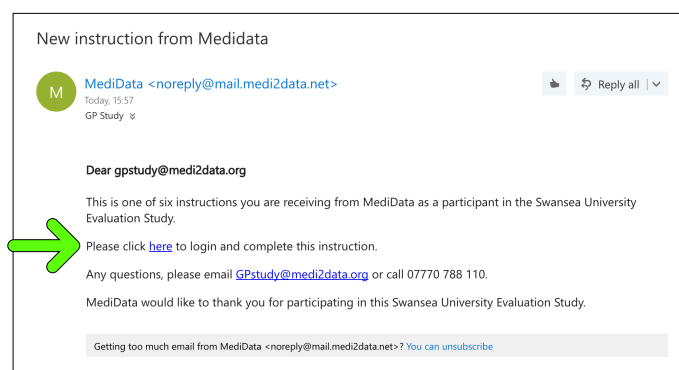 New instruction from Medidata
M
MediData <noreply@mail.medi2data.net>
Reply all
Today, 15:57
GP Study
Dear gpstudy@medi2data.org
This is one of six instructions you are receiving from MediData as a participant in the Swansea University
Evaluation Study.
Please click here to login and complete this instruction.
Any questions, please email GPstudy@medi2data.org or call 07770 788 110.
MediData would like to thank you for participating in this Swansea University Evaluation Study.
Getting too much email from MediData <noreply@mail.medi2data.net>? You can unsubscribe